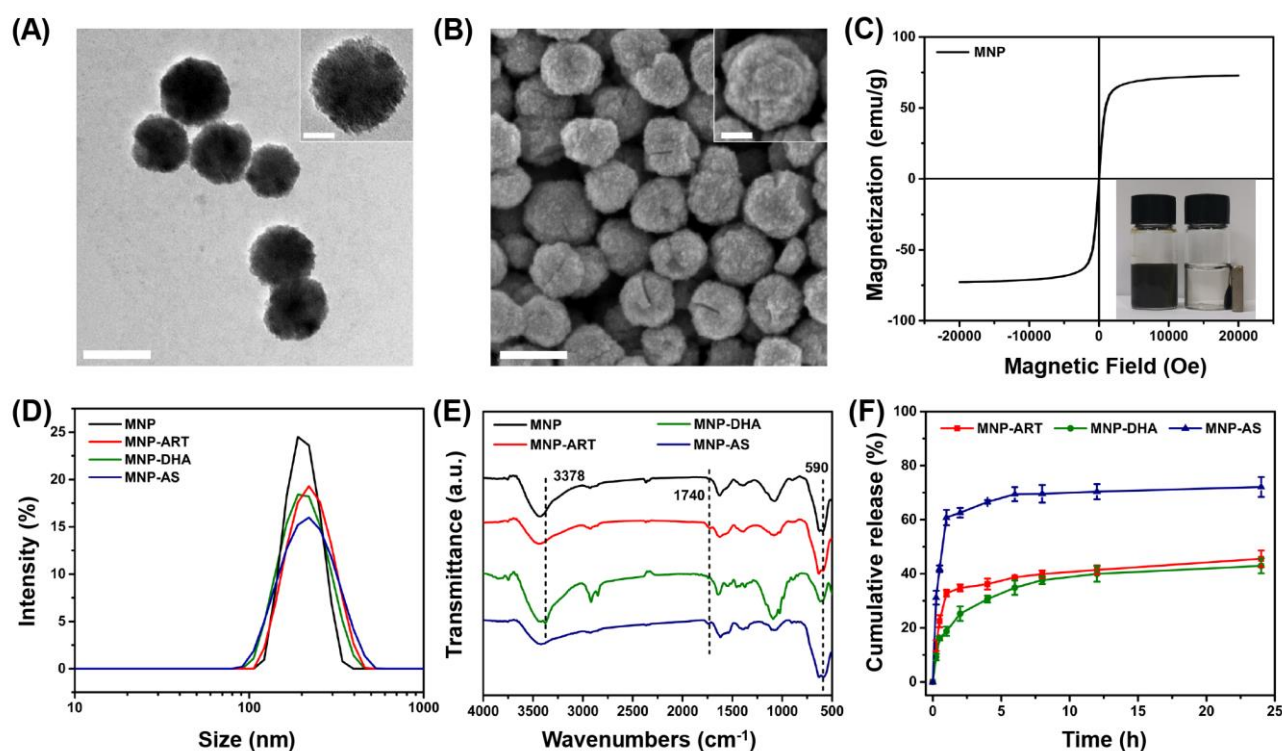 (A)
(B)
(C)
MNP
100
50
0
-50
-100
-20000 -10000 0 10000 20000
Magnetization (emu/g)
Magnetic Field (Oe)
(D)
MNP
MNP-ART
MNP-DHA
MNP-AS
25
20
15
10
5
0
10 100 1000
Intensity (%)
Size (nm)
(E)
MNP
MNP-ART
MNP-DHA
MNP-AS
3378
1740
590
4000 3500 3000 2500 2000 1500 1000 500
Transmittance (a.u.)
Wavenumbers (cm⁻¹)
(F)
MNP-ART MNP-DHA MNP-AS
100
80
60
40
20
0
0 5 10 15 20 25
Cumulative release (%)
Time (h)